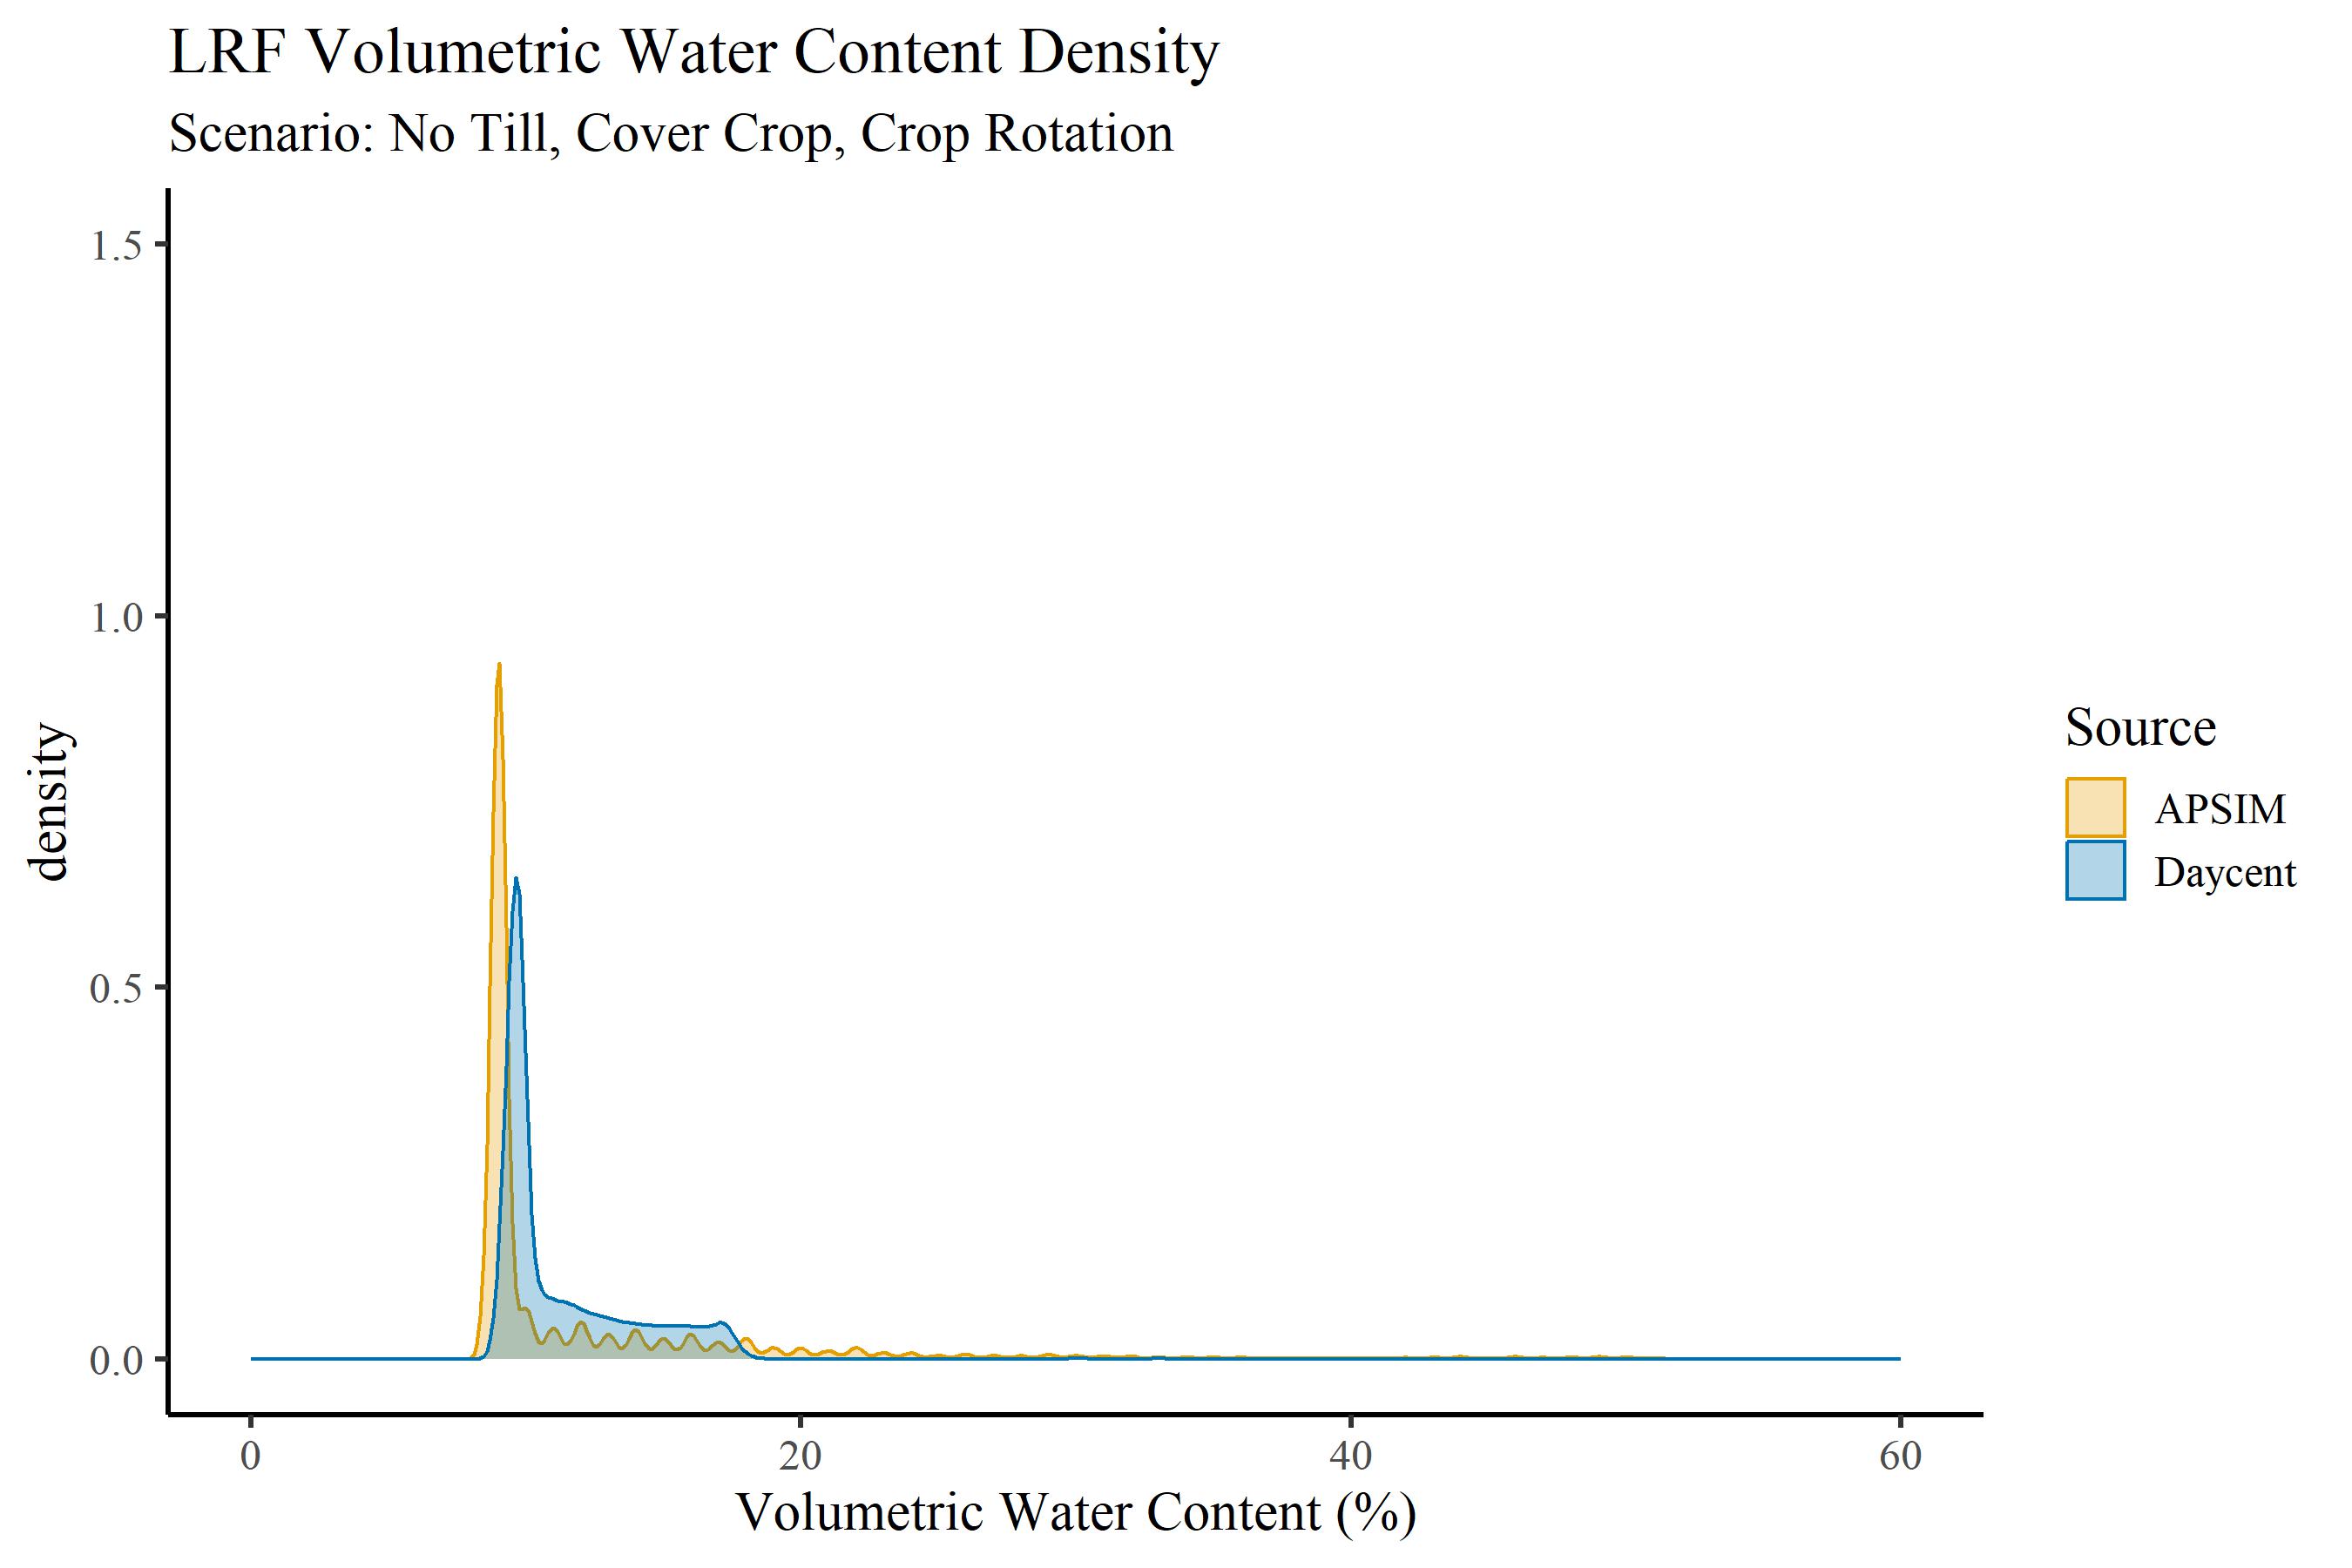 LRF Volumetric Water Content Density
Scenario: No Till, Cover Crop, Crop Rotation
1.5
1.0
0.5
0.0
density
0
20
40
60
Volumetric Water Content (%)
Source
APSIM
Daycent